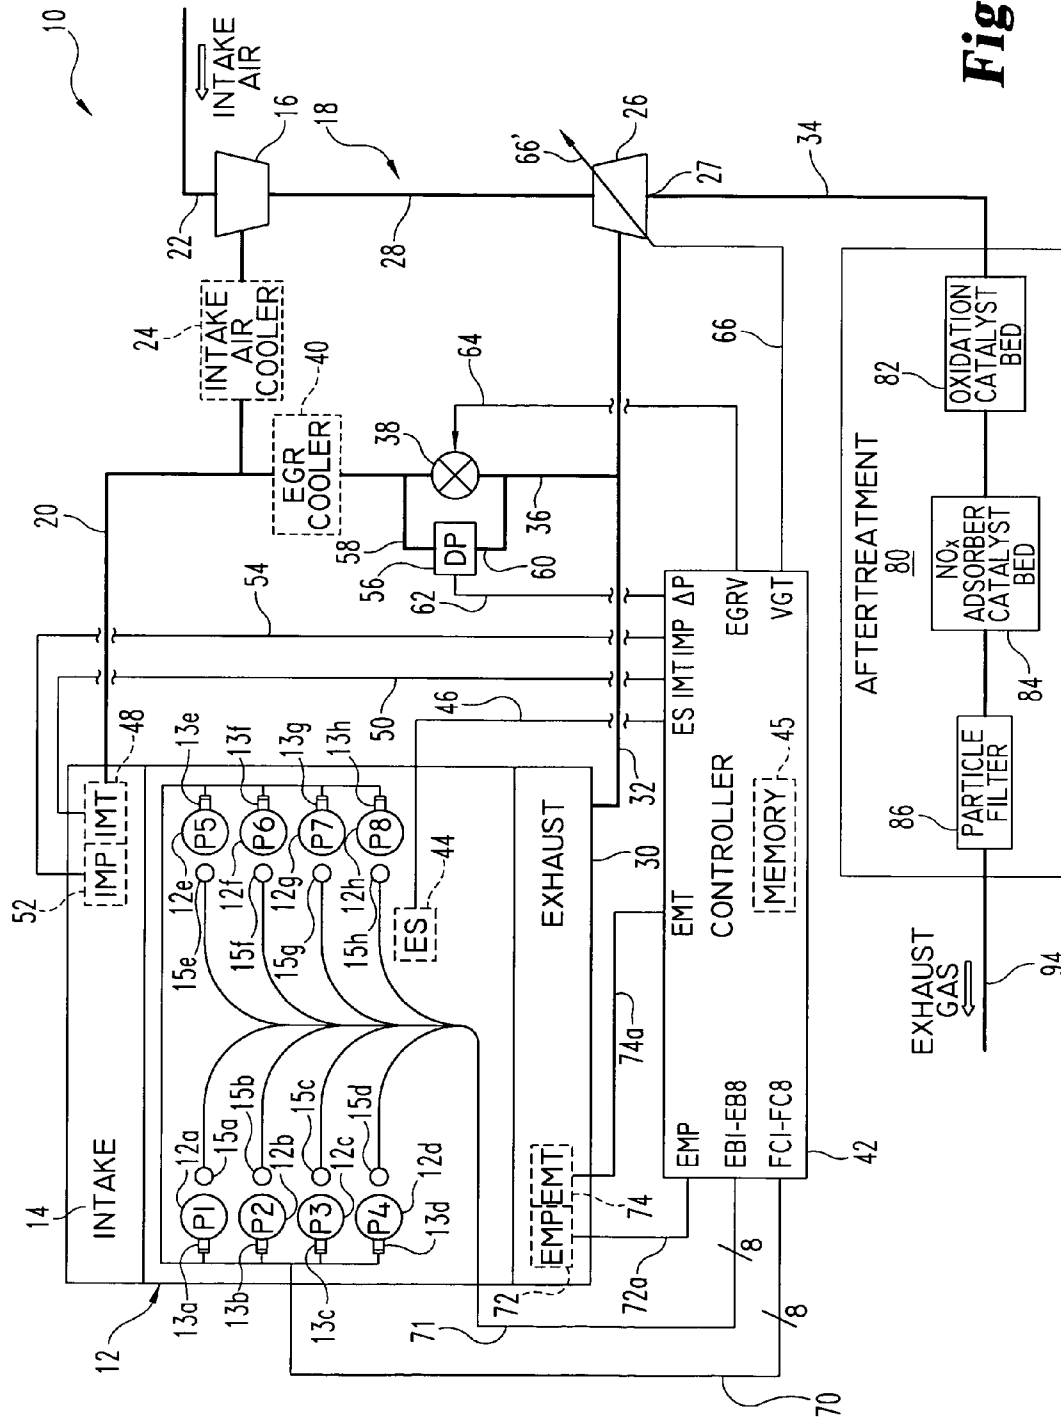 10
INTAKE
AIR
22
16
18
28
66'
26
27
34
24
INTAKE
AIR
COOLER
40
EGR
COOLER
20
38
64
58
DP
56
60
36
62
54
50
46
66
12
14
INTAKE
52
IMP
IMT
48
12a
P1
13a
15a
12b
P2
13b
15b
12c
P3
13c
15c
12d
P4
13d
15d
12e
P5
13e
15e
12f
P6
13f
15f
12g
P7
13g
15g
12h
P8
13h
15h
ES
44
EXHAUST
30
32
EMP
EMT
72
74
72a
74a
71
70
8
8
EMP
EBI-EB8
FCI-FC8
EMT
CONTROLLER
MEMORY
45
ES
IMT
IMP
ΔP
EGRV
VGT
42
AFTERTREATMENT
80
82
OXIDATION
CATALYST
BED
NOx
ADSORBER
CATALYST
BED
84
86
PARTICLE
FILTER
EXHAUST
GAS
94
Fig